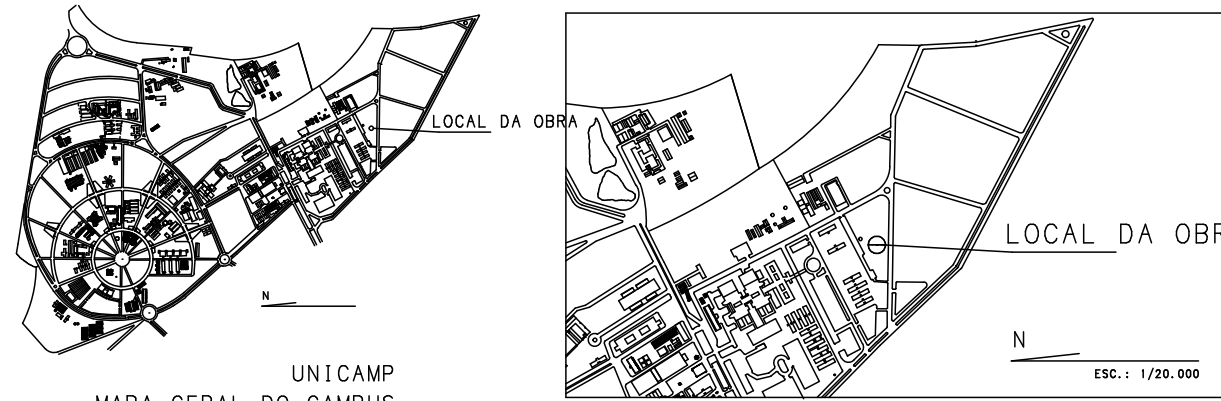 LOCAL DA OBRA
N
UNICAMP
MAPA GERAL DO CAMPUS
LOCAL DA OBR
N
ESC.: 1/20.000